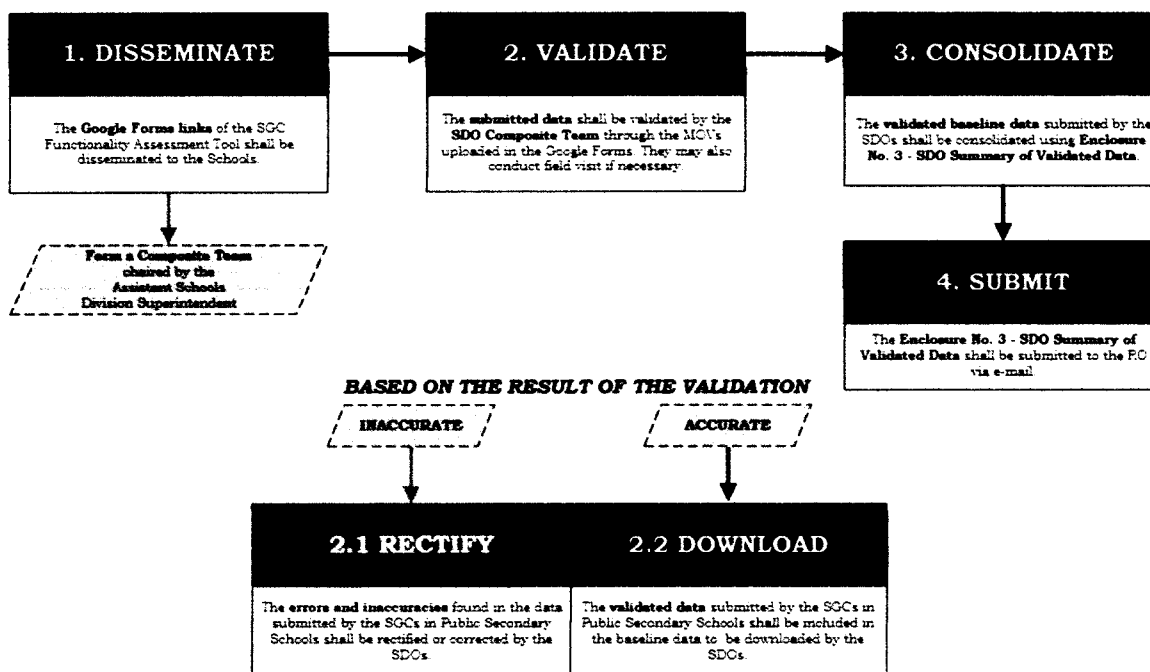 1. DISSEMINATE
The Google Forms links of the SGC
Functionality Assessment Tool shall be
disseminated to the Schools.
Form a Composite Team
chaired by the
Assistant Schools
Division Superintendent
2. VALIDATE
The submitted data shall be validated by the
SDO Composite Team through the MOVs
uploaded in the Google Forms. They may also
conduct field visit if necessary.
3. CONSOLIDATE
The validated baseline data submitted by the
SDOs shall be consolidated using Enclosure
No. 3 - SDO Summary of Validated Data.
4. SUBMIT
The Enclosure No. 3 - SDO Summary of
Validated Data shall be submitted to the RO
via e-mail
BASED ON THE RESULT OF THE VALIDATION
INACCURATE
ACCURATE
2.1 RECTIFY
The errors and inaccuracies found in the data
submitted by the SGCs in Public Secondary
Schools shall be rectified or corrected by the
SDOs.
2.2 DOWNLOAD
The validated data submitted by the SGCs in
Public Secondary Schools shall be included in
the baseline data to be downloaded by the
SDOs.